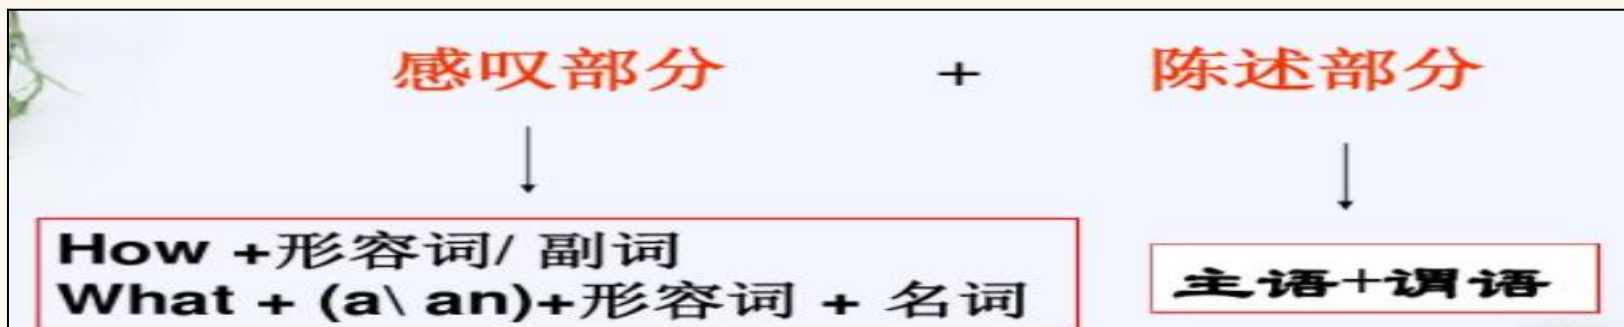 感叹部分 + 陈述部分
How +形容词/ 副词
What + (a\ an)+形容词 + 名词
主语+谓语